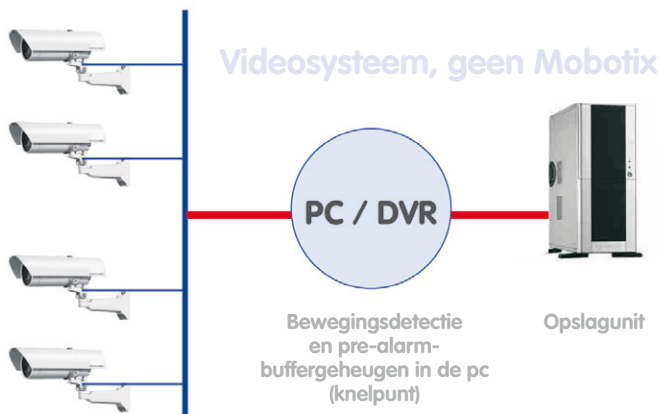 Videosysteem, geen Mobotix
PC / DVR
Bewegingsdetectie
en pre-alarm-
buffergeheugen in de pc
(knelpunt)
Opslagunit